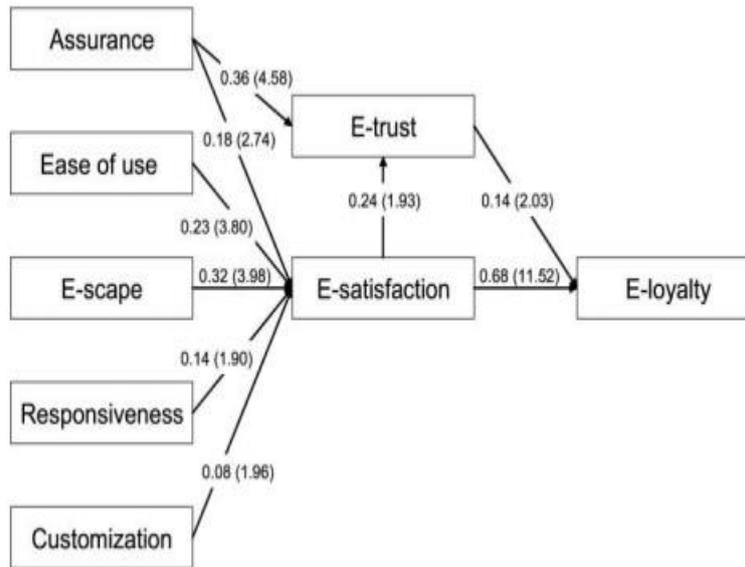 Assurance
0.36 (4.58)
E-trust
0.18 (2.74)
Ease of use
0.24 (1.93)
0.14 (2.03)
0.23 (3.80)
E-scape
0.32 (3.98)
E-satisfaction
0.68 (11.52)
E-loyalty
0.14 (1.90)
Responsiveness
0.08 (1.96)
Customization